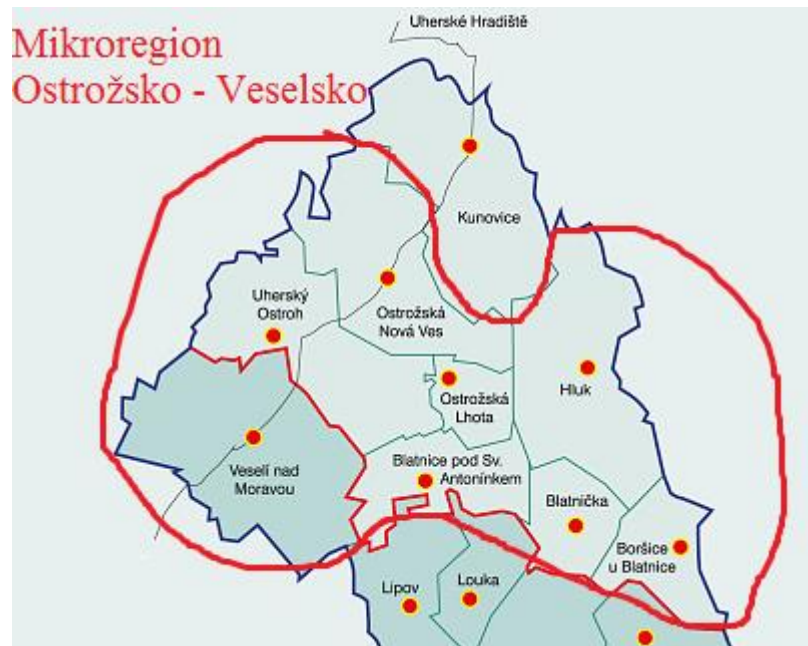 Uherské Hradiště
Mikroregion
Ostrožsko - Veselsko
Kunovice
Uherský
Ostroh
Ostrožská
Nová Ves
Ostrožská
Lhota
Hluk
Veselí nad
Moravou
Blatnice pod Sv.
Antonínkem
Blatnička
Boršice
u Blatnice
Lipov
Louka